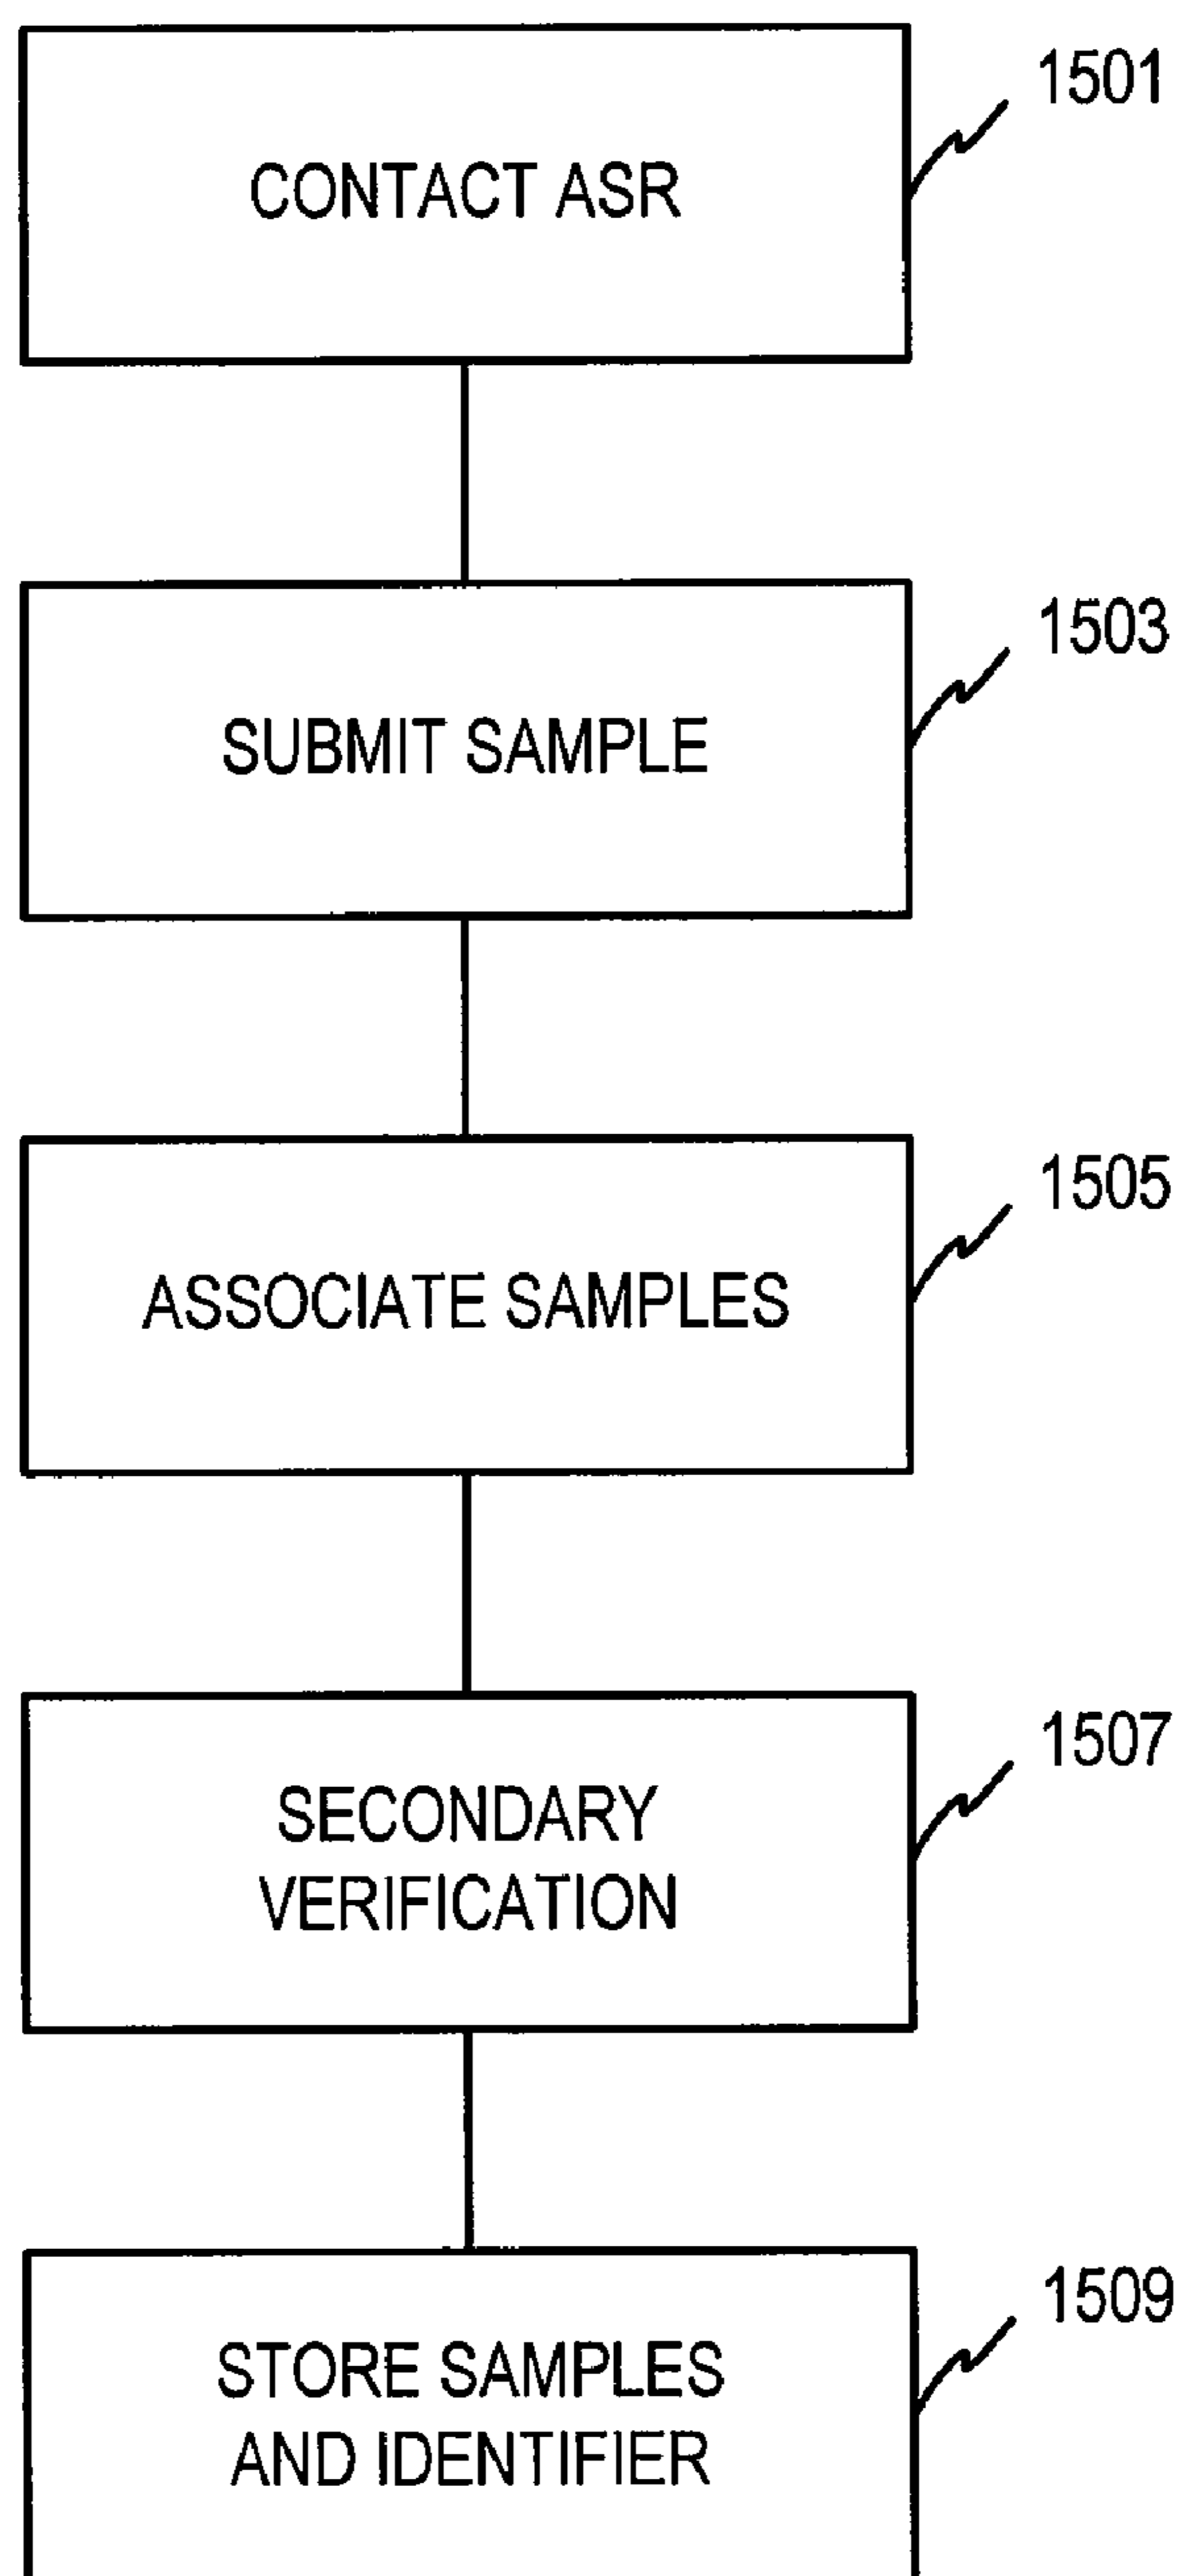 1501
CONTACT ASR
1503
SUBMIT SAMPLE
1505
ASSOCIATE SAMPLES
1507
SECONDARY
VERIFICATION
1509
STORE SAMPLES
AND IDENTIFIER